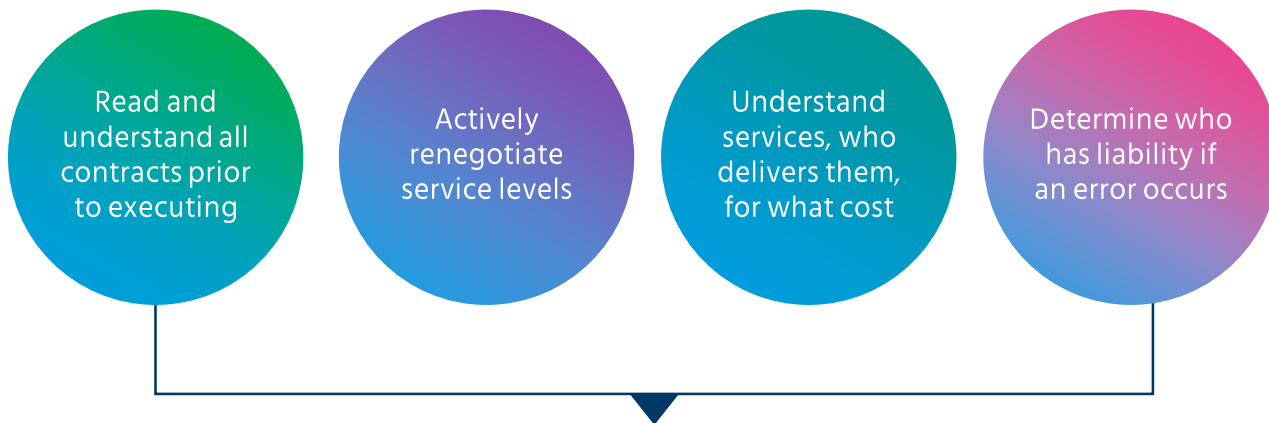 Read and
understand all
contracts prior
to executing
Actively
renegotiate
service levels
Understand
services, who
delivers them,
for what cost
Determine who
has liability if
an error occurs